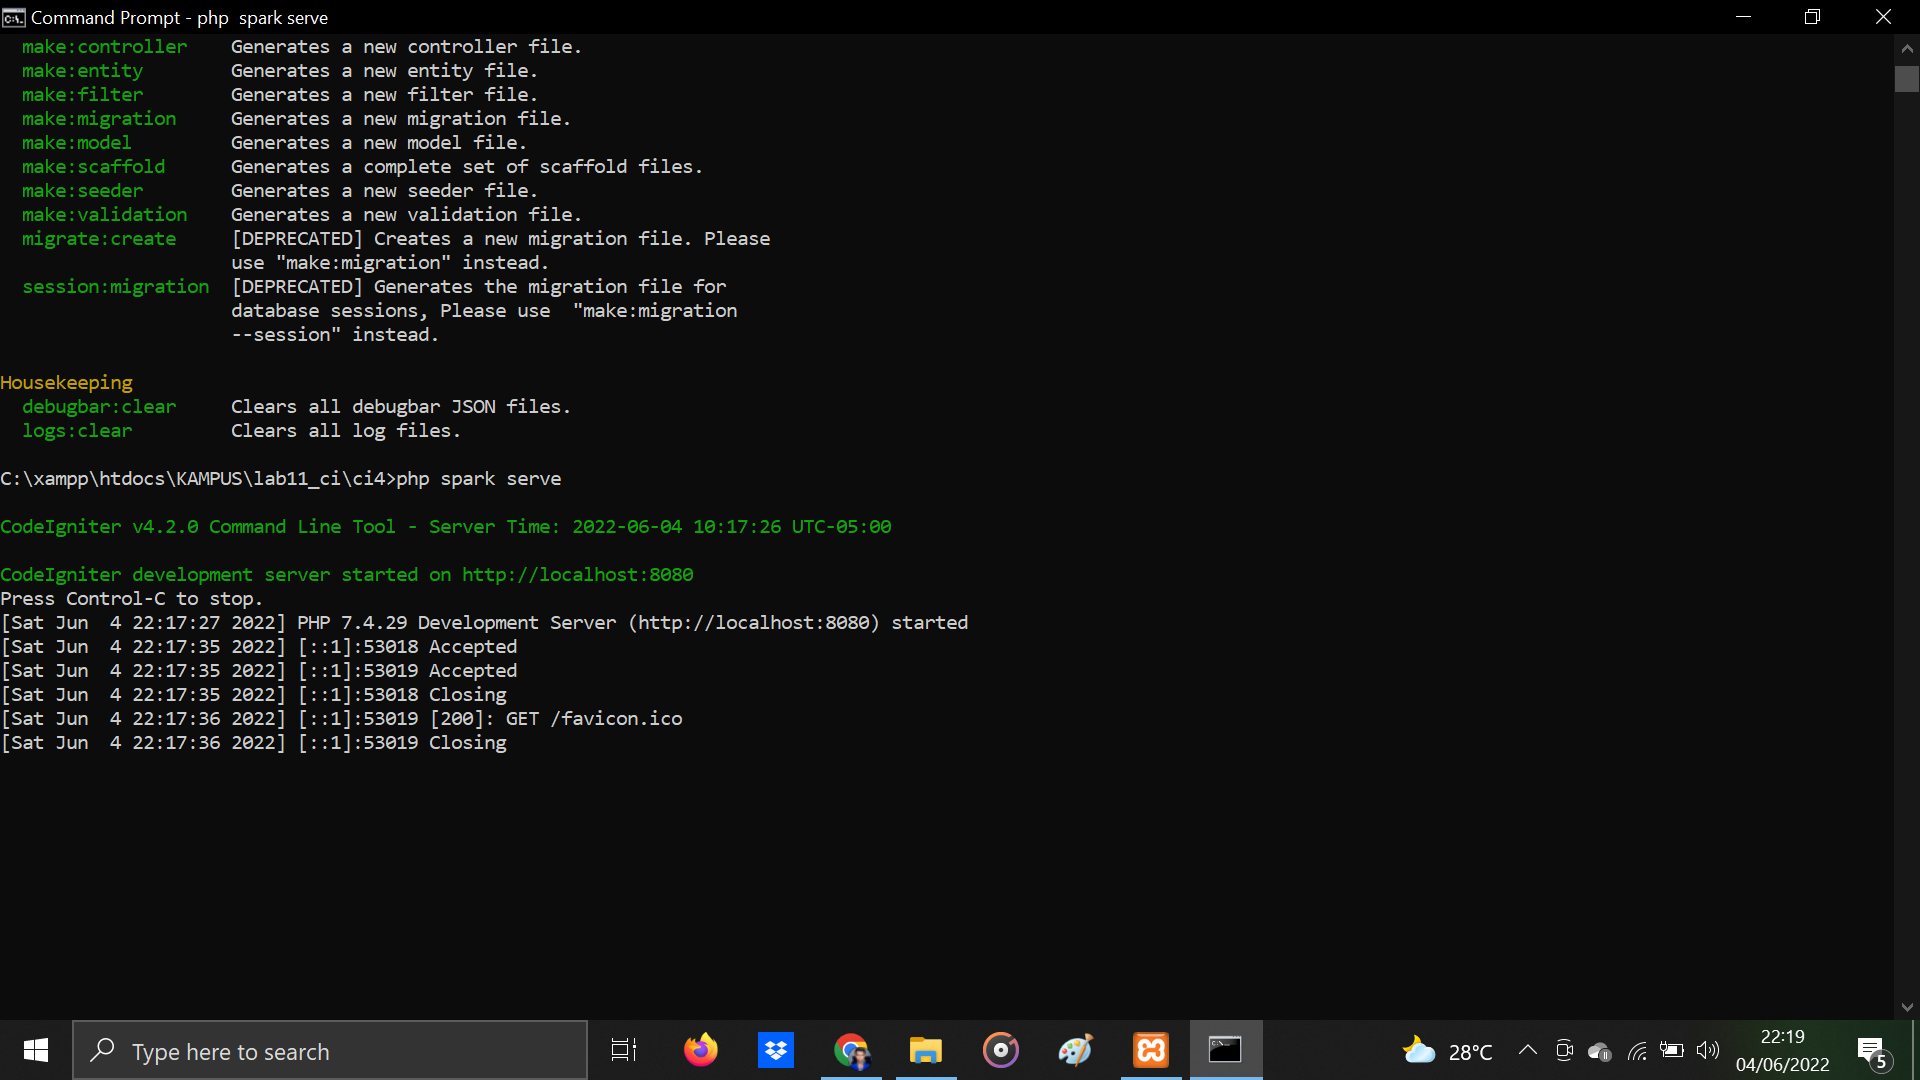 Command Prompt - php  spark serve
make:controller    Generates a new controller file.
make:entity        Generates a new entity file.
make:filter        Generates a new filter file.
make:migration     Generates a new migration file.
make:model         Generates a new model file.
make:scaffold      Generates a complete set of scaffold files.
make:seeder        Generates a new seeder file.
make:validation    Generates a new validation file.
migrate:create     [DEPRECATED] Creates a new migration file. Please
use "make:migration" instead.
session:migration  [DEPRECATED] Generates the migration file for
database sessions, Please use  "make:migration
--session" instead.
Housekeeping
debugbar:clear     Clears all debugbar JSON files.
logs:clear         Clears all log files.
C:\xampp\htdocs\KAMPUS\lab11_ci\ci4>php spark serve
CodeIgniter v4.2.0 Command Line Tool - Server Time: 2022-06-04 10:17:26 UTC-05:00
CodeIgniter development server started on http://localhost:8080
Press Control-C to stop.
[Sat Jun  4 22:17:27 2022] PHP 7.4.29 Development Server (http://localhost:8080) started
[Sat Jun  4 22:17:35 2022] [::1]:53018 Accepted
[Sat Jun  4 22:17:35 2022] [::1]:53019 Accepted
[Sat Jun  4 22:17:35 2022] [::1]:53018 Closing
[Sat Jun  4 22:17:36 2022] [::1]:53019 [200]: GET /favicon.ico
[Sat Jun  4 22:17:36 2022] [::1]:53019 Closing
Type here to search
28°C
22:19
04/06/2022
5